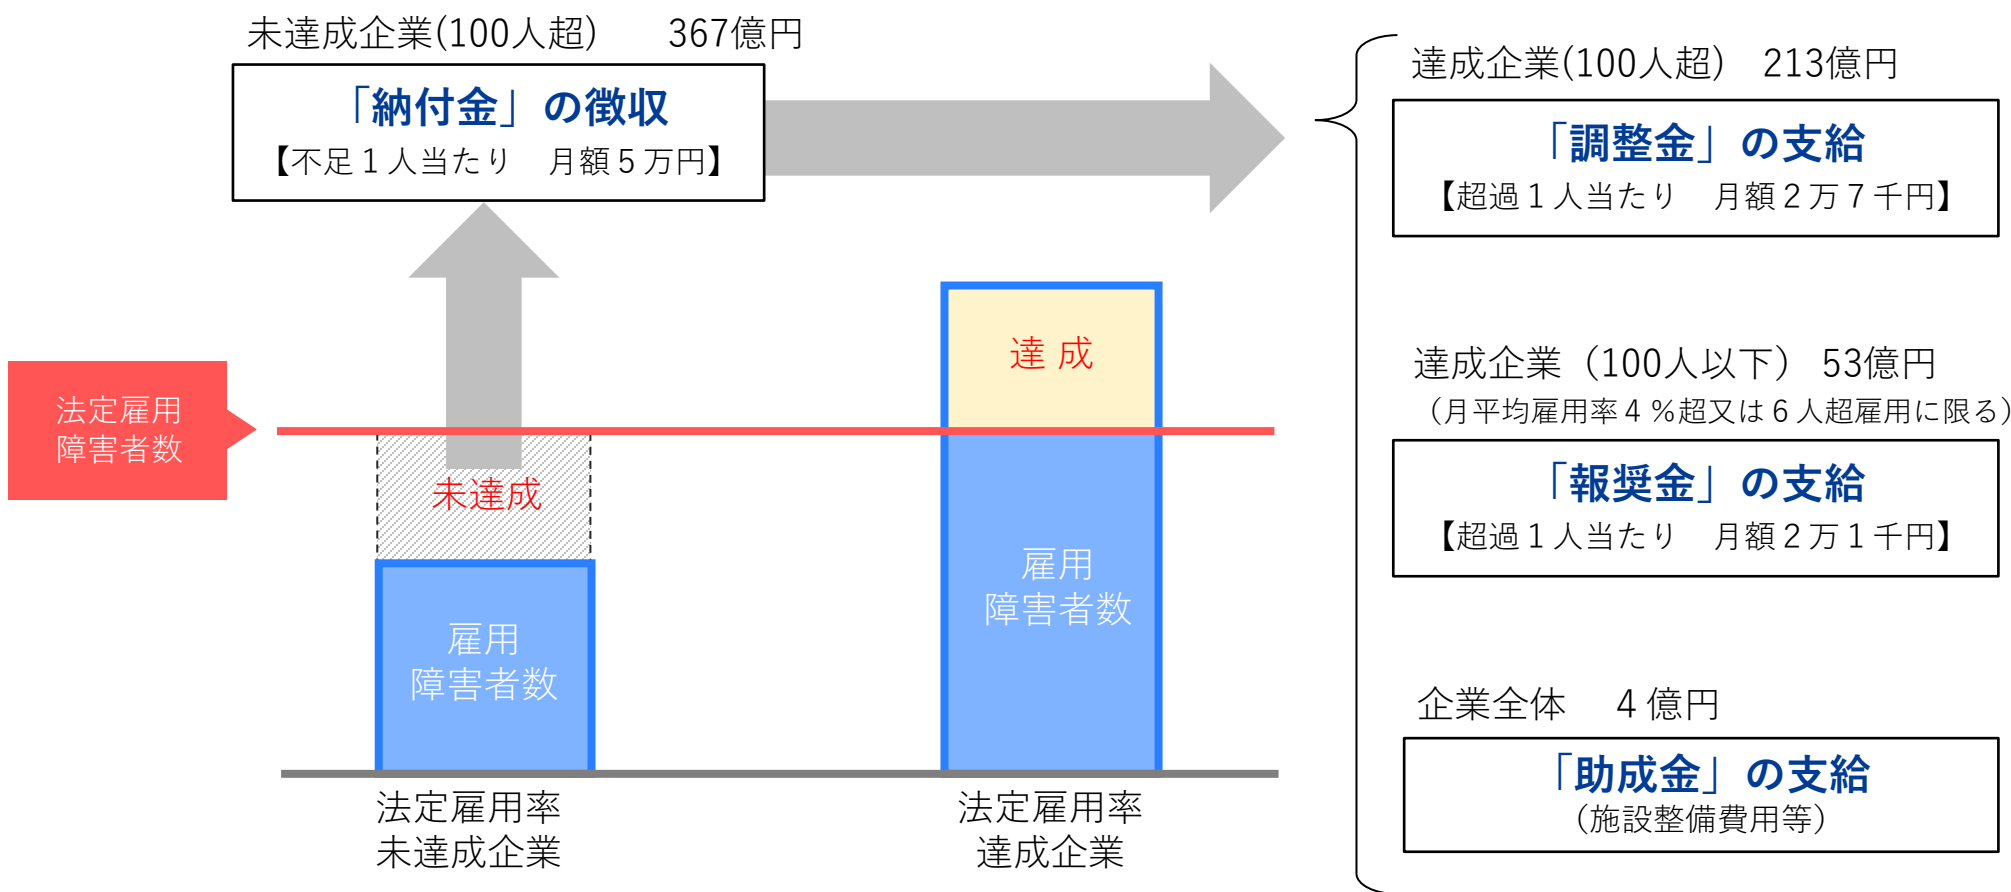 未達成企業(100人超)　367億円
「納付金」の徴収
【不足１人当たり　月額５万円】
達成企業(100人超)　213億円
「調整金」の支給
【超過１人当たり　月額２万７千円】
達成企業（100人以下）　53億円
（月平均雇用率４％超又は６人超雇用に限る）
「報奨金」の支給
【超過１人当たり　月額２万１千円】
企業全体　４億円
「助成金」の支給
（施設整備費用等）
法定雇用
障害者数
未達成
雇用
障害者数
達 成
雇用
障害者数
法定雇用率
未達成企業
法定雇用率
達成企業